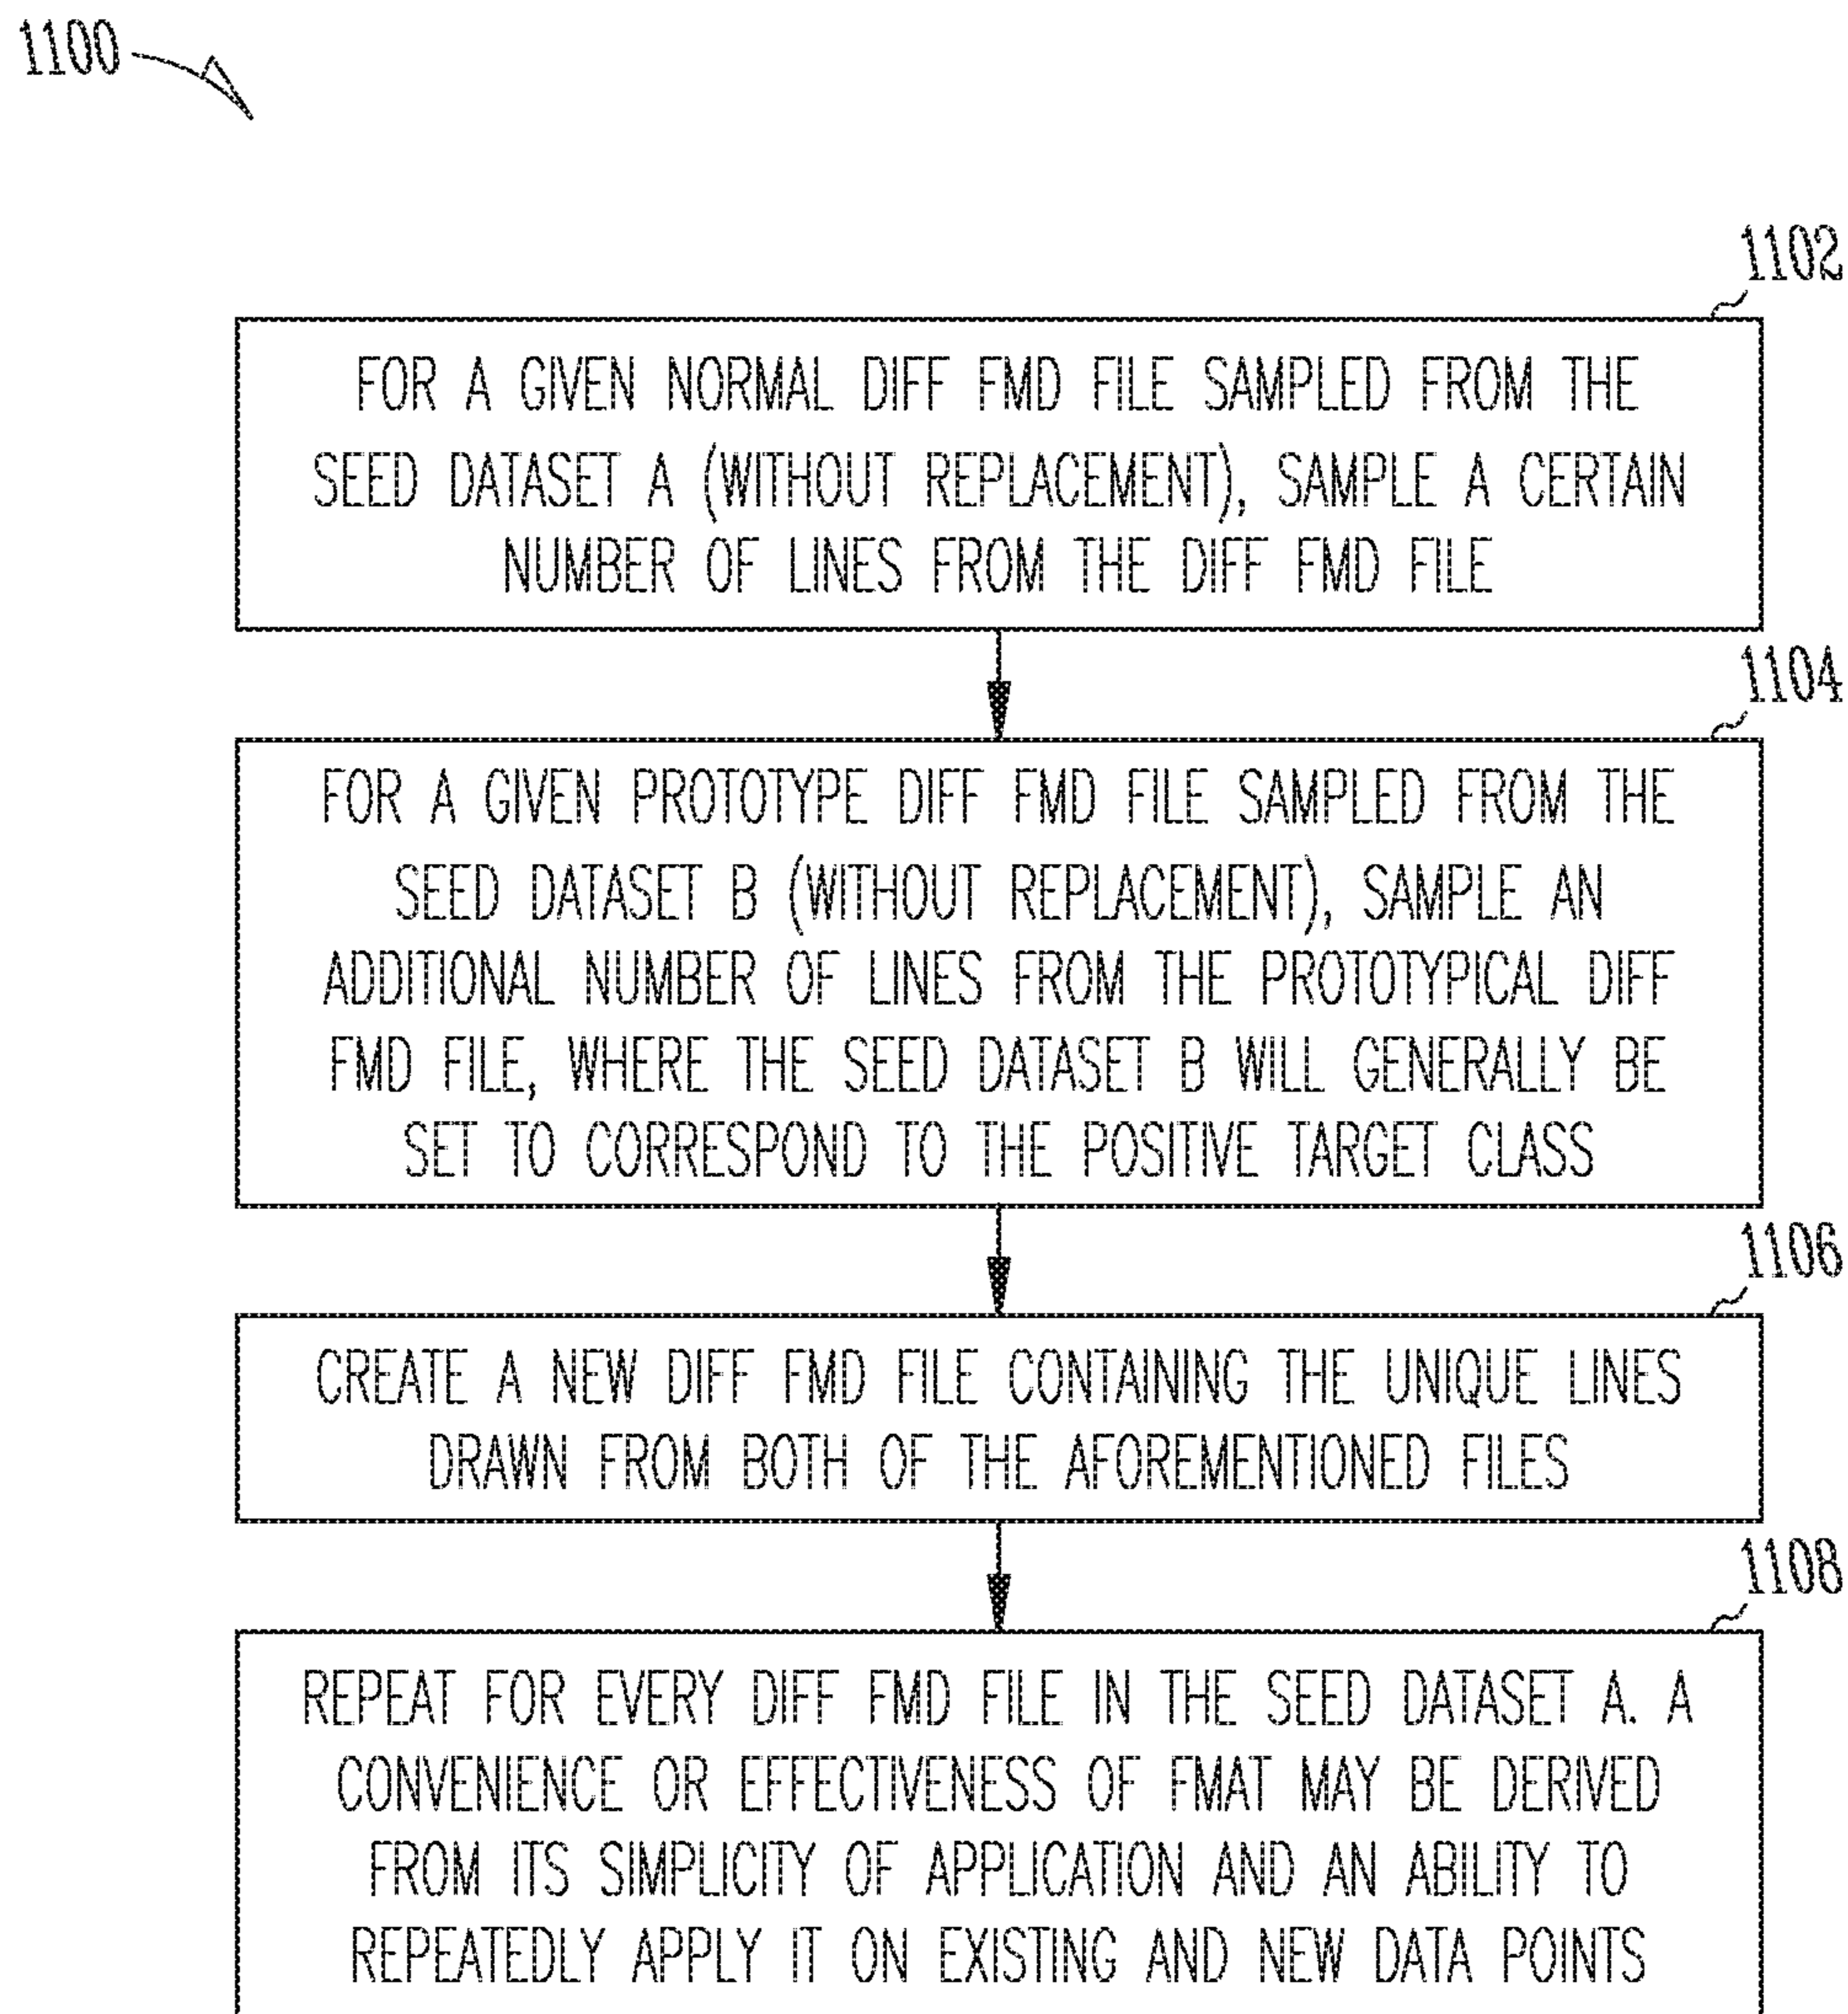 1100
1102
FOR A GIVEN NORMAL DIFF FMD FILE SAMPLED FROM THE
SEED DATASET A (WITHOUT REPLACEMENT), SAMPLE A CERTAIN
NUMBER OF LINES FROM THE DIFF FMD FILE
1104
FOR A GIVEN PROTOTYPE DIFF FMD FILE SAMPLED FROM THE
SEED DATASET B (WITHOUT REPLACEMENT), SAMPLE AN
ADDITIONAL NUMBER OF LINES FROM THE PROTOTYPICAL DIFF
FMD FILE, WHERE THE SEED DATASET B WILL GENERALLY BE
SET TO CORRESPOND TO THE POSITIVE TARGET CLASS
1106
CREATE A NEW DIFF FMD FILE CONTAINING THE UNIQUE LINES
DRAWN FROM BOTH OF THE AFOREMENTIONED FILES
1108
REPEAT FOR EVERY DIFF FMD FILE IN THE SEED DATASET A. A
CONVENIENCE OR EFFECTIVENESS OF FMAT MAY BE DERIVED
FROM ITS SIMPLICITY OF APPLICATION AND AN ABILITY TO
REPEATEDLY APPLY IT ON EXISTING AND NEW DATA POINTS